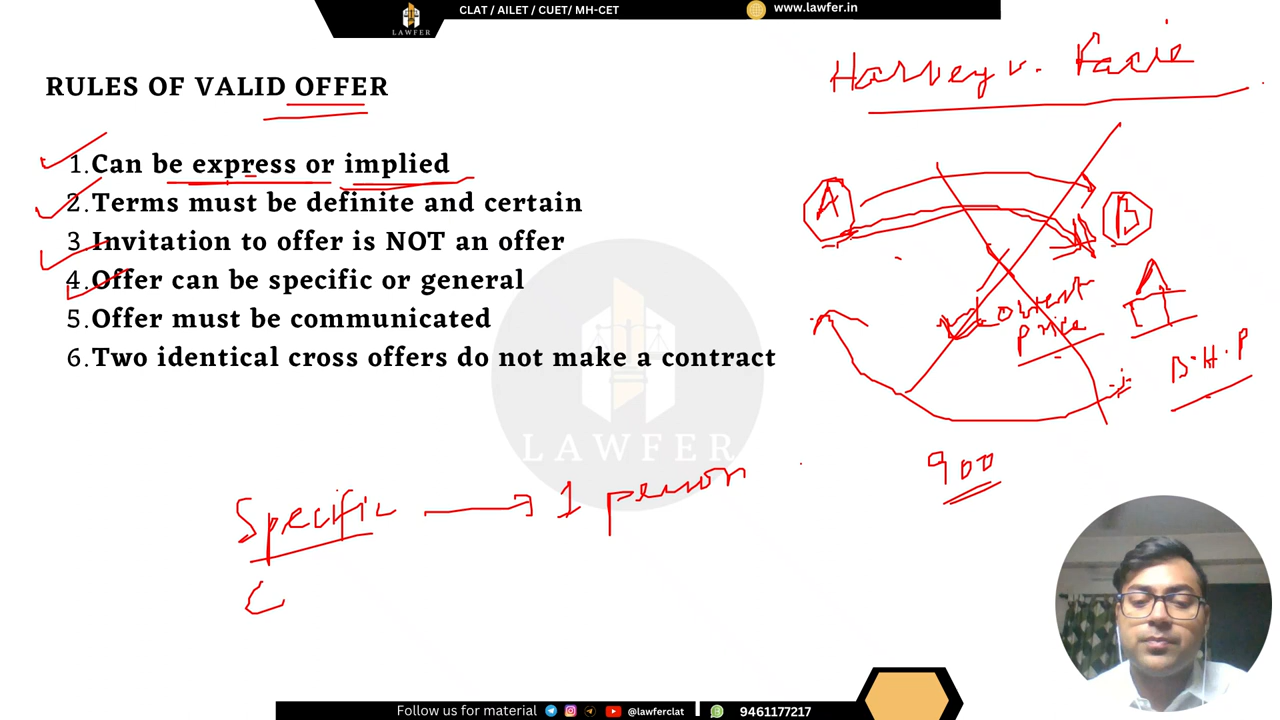 CLAT / AILET / CUET/ MH-CET
www.lawfer.in
LAWFER
RULES OF VALID OFFER
Harvey v. Facie
1. Can be express or implied
2. Terms must be definite and certain
3. Invitation to offer is NOT an offer
4. Offer can be specific or general
5. Offer must be communicated
6. Two identical cross offers do not make a contract
A
B
price
B.H.P
900
LAWFER
Specific → 1 person
Follow us for material @lawferclat 9461177217